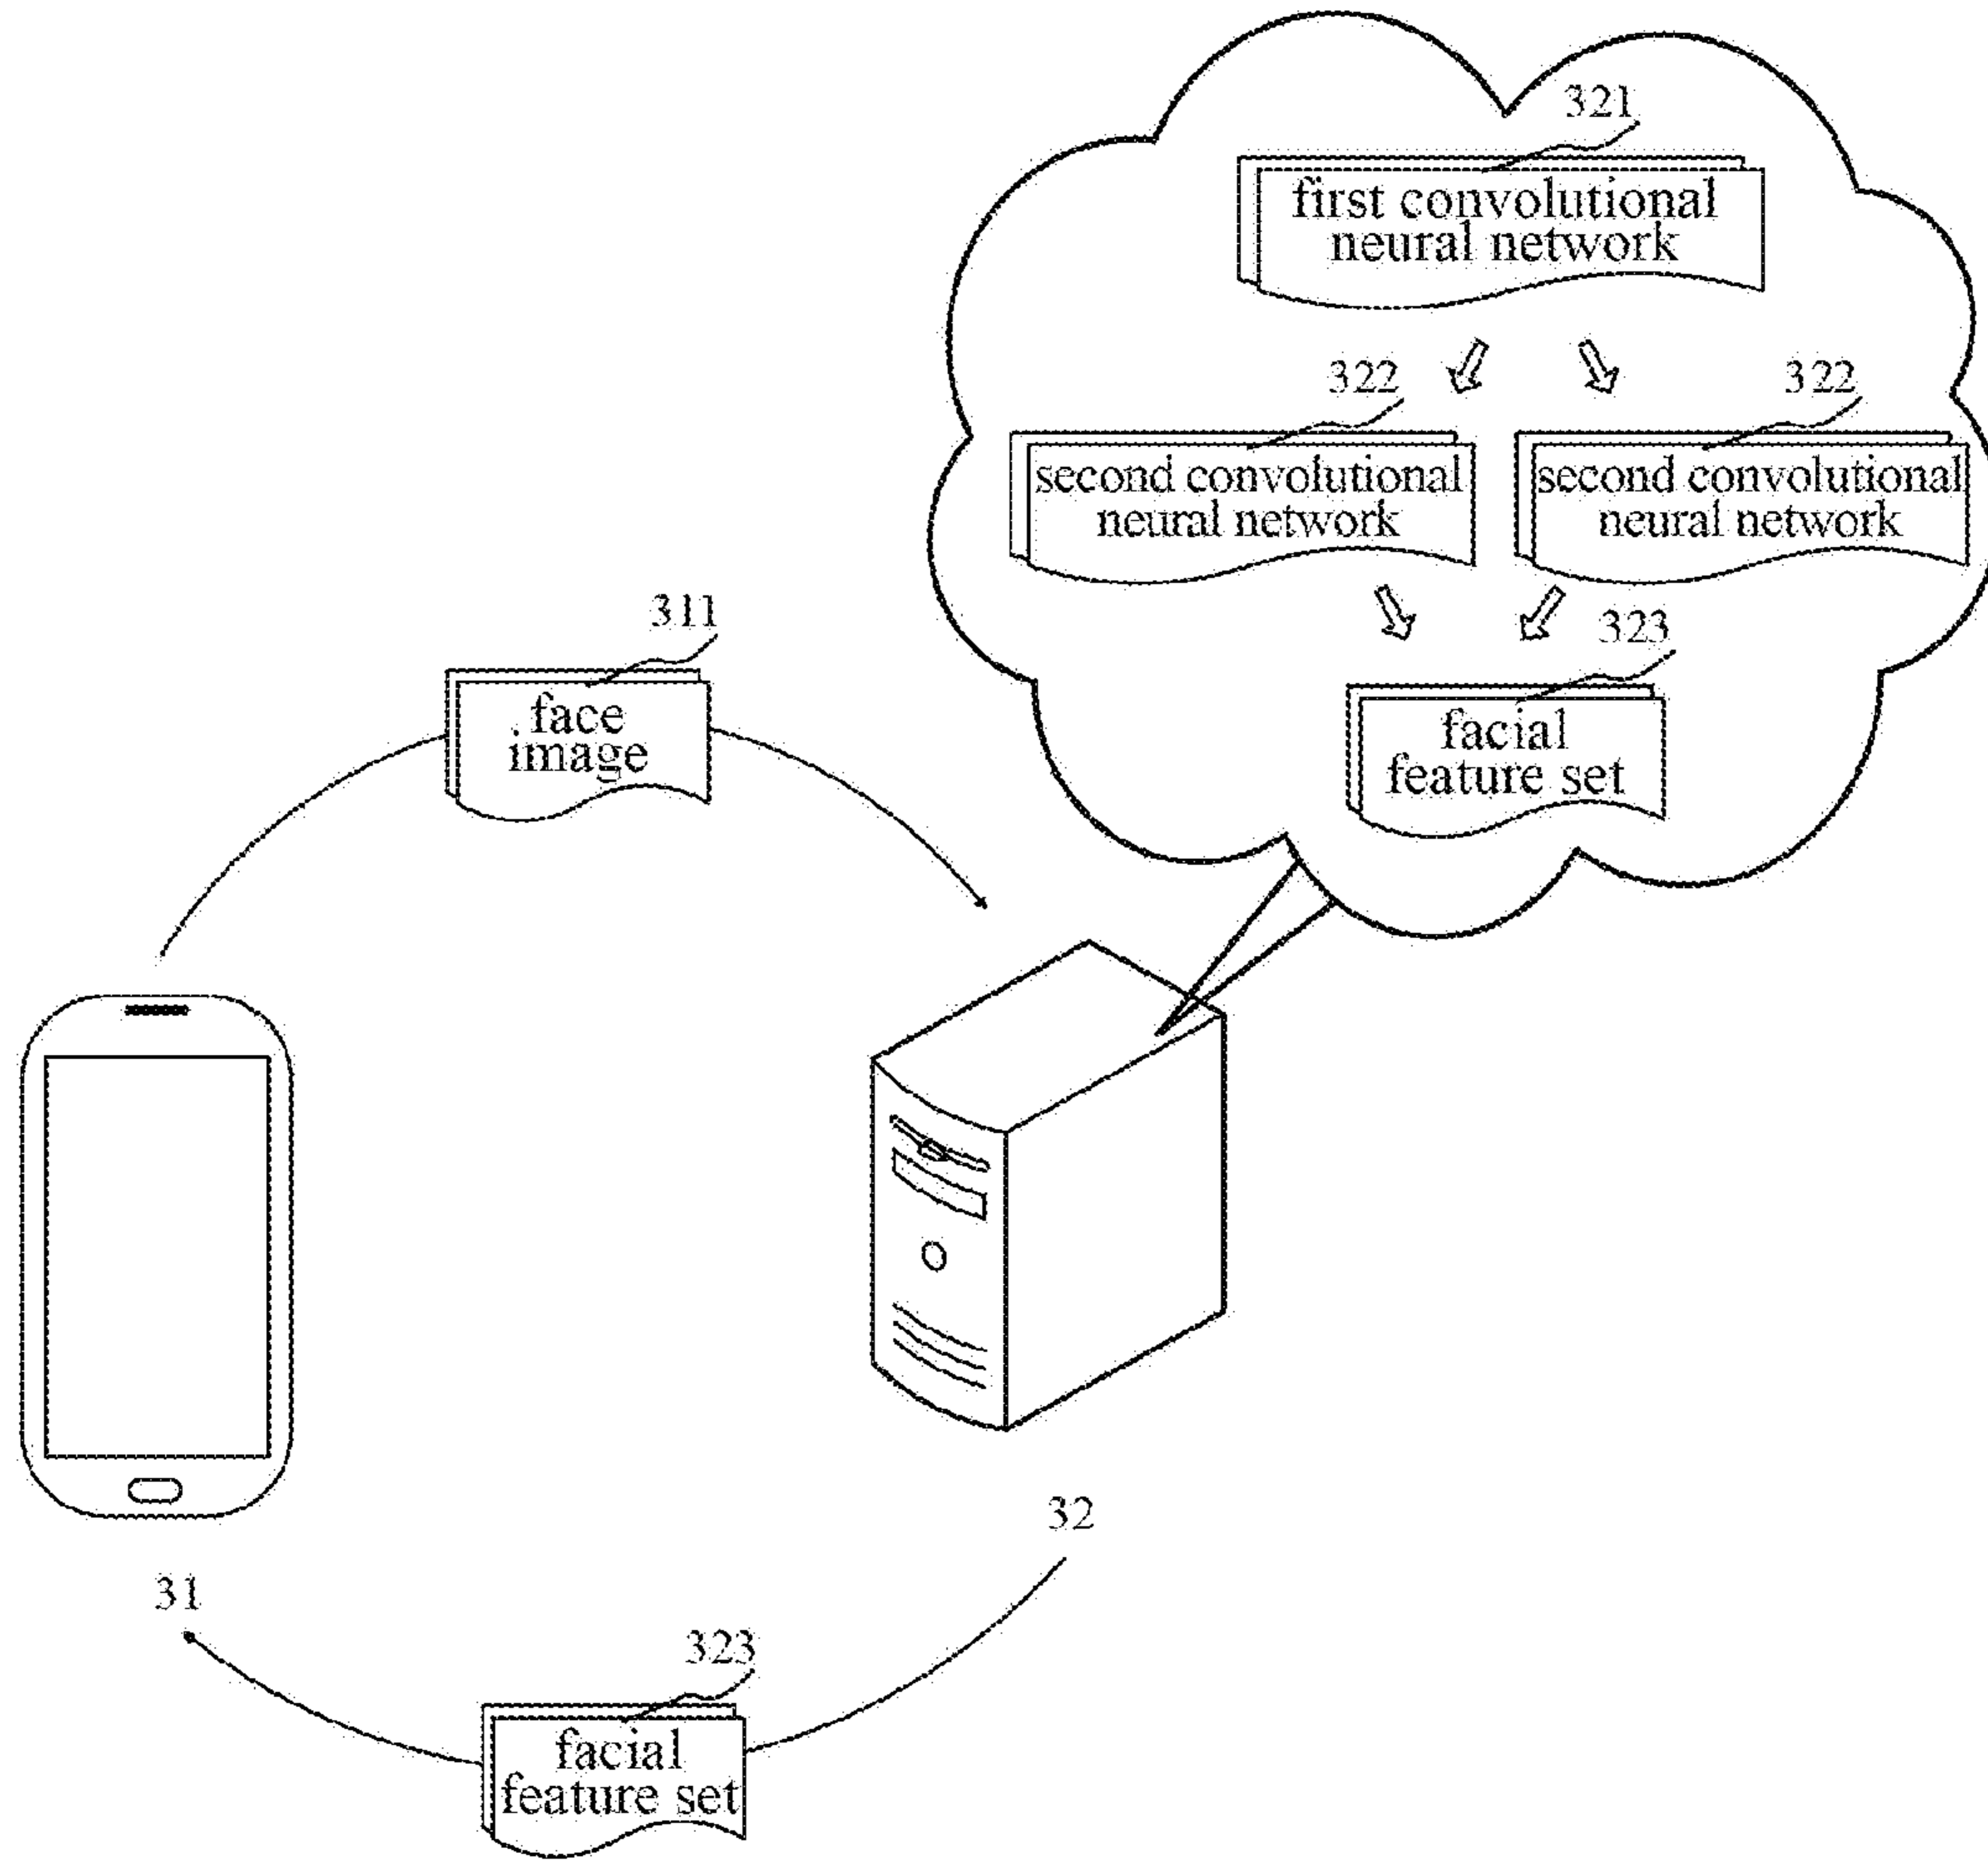 321
first convolutional
neural network
322
322
second convolutional
neural network
second convolutional
neural network
311
323
face
image
facial
feature set
32
31
323
facial
feature set